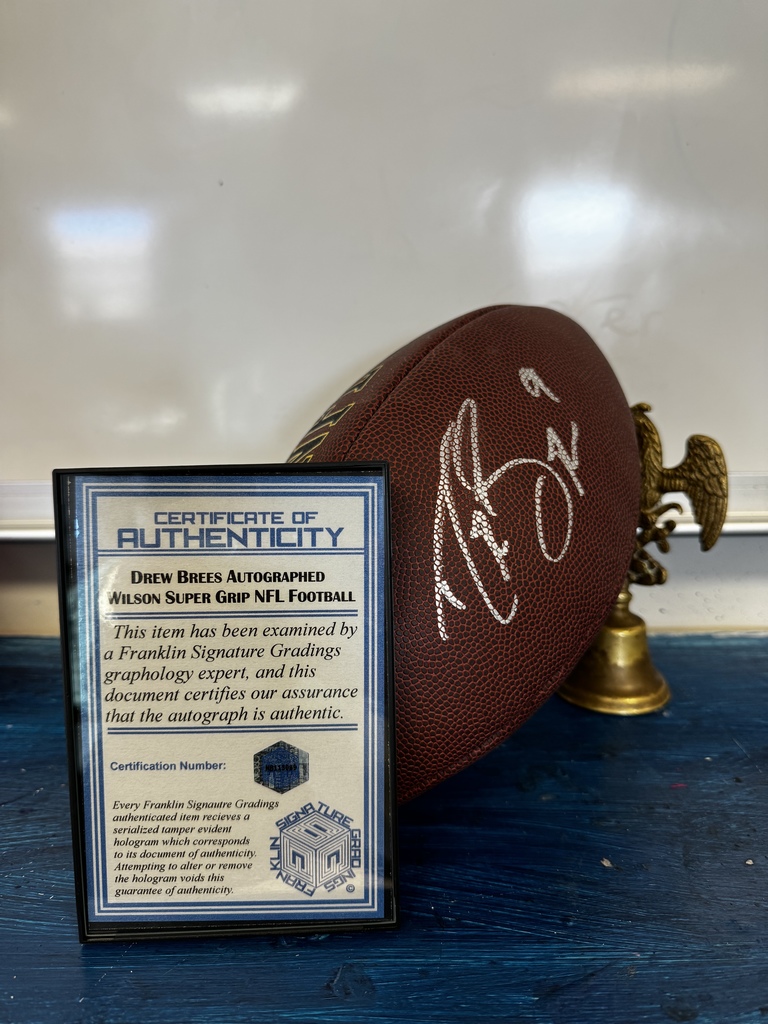 CERTIFICATE OF
AUTHENTICITY
DREW BREES AUTOGRAPHED
WILSON SUPER GRIP NFL FOOTBALL
This item has been examined by
a Franklin Signature Gradings
graphology expert, and this
document certifies our assurance
that the autograph is authentic.
Certification Number:
Every Franklin Signautre Gradings
authenticated item recieves a
serialized tamper evident
hologram which corresponds
to its document of authenticity.
Attempting to alter or remove
the hologram voids this
guarantee of authenticity.
FRANKLIN SIGNATURE GRADINGS ©
9